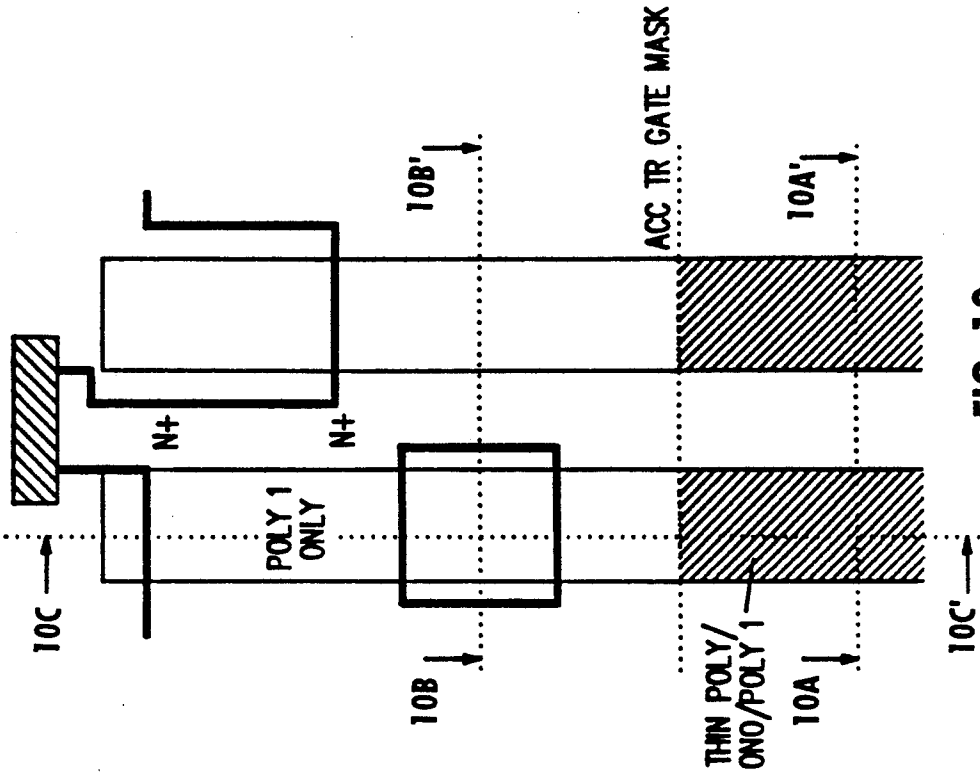 10C
N+
N+
POLY 1
ONLY
10B
10B'
ACC TR GATE MASK
THIN POLY/
ONO/POLY 1
10A
10A'
10C'